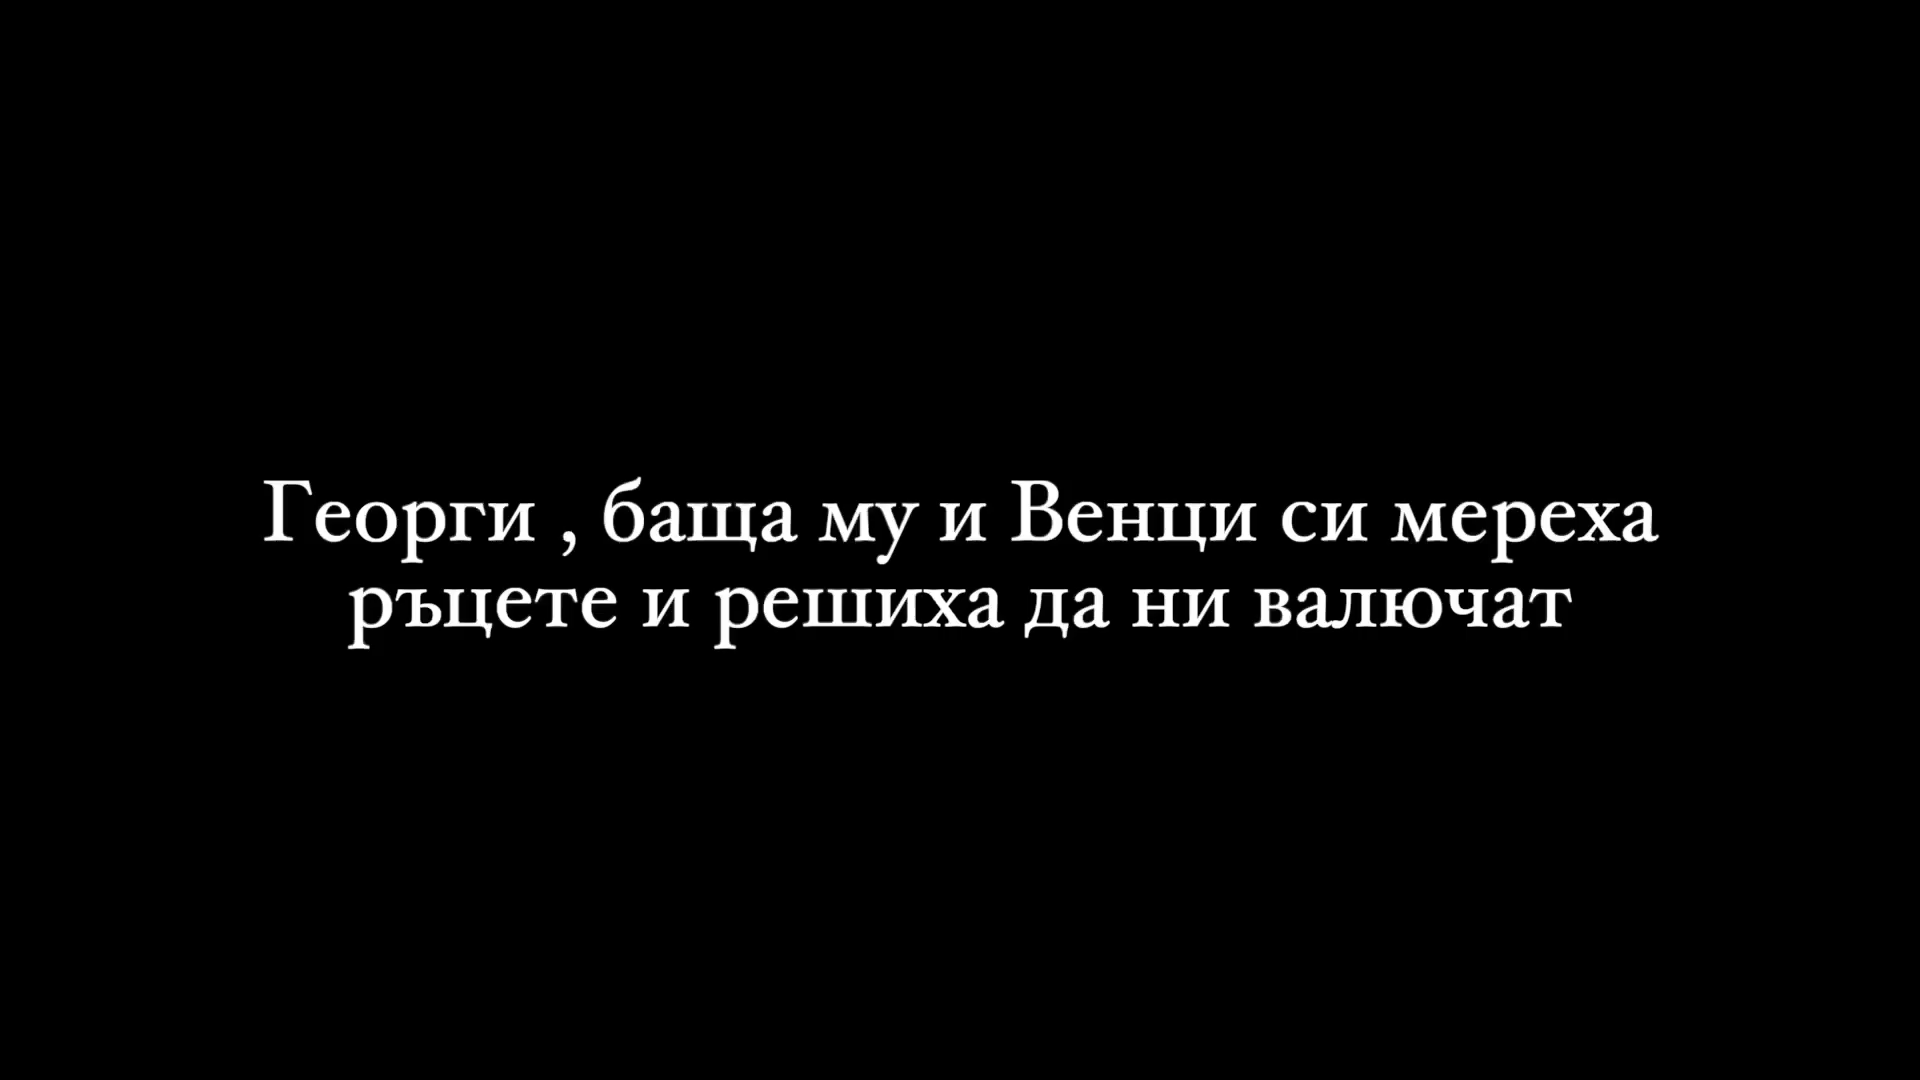 Георги , баща му и Венци си мереха
ръцете и решиха да ни валючат